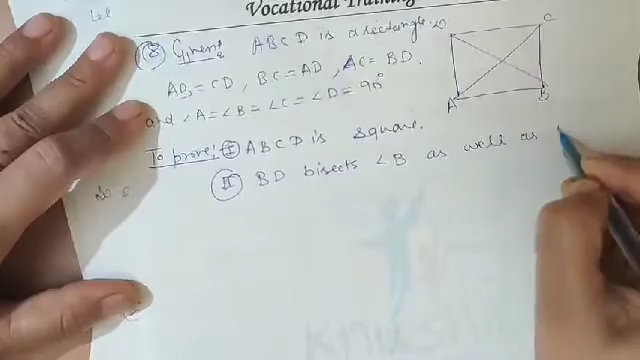 Vocational Training
(8) Given: ABCD is a rectangle.
AD = CD, BC = AD, AC = BD.
and ∠A = ∠B = ∠C = ∠D = 90°
To prove: (I) ABCD is square.
(II) BD bisects ∠B as well as
D C
A B